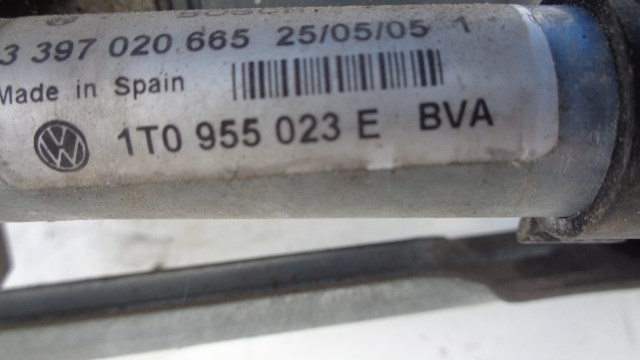 3 397 020 665 25/05/05 1
Made in Spain
1T0 955 023 E BVA